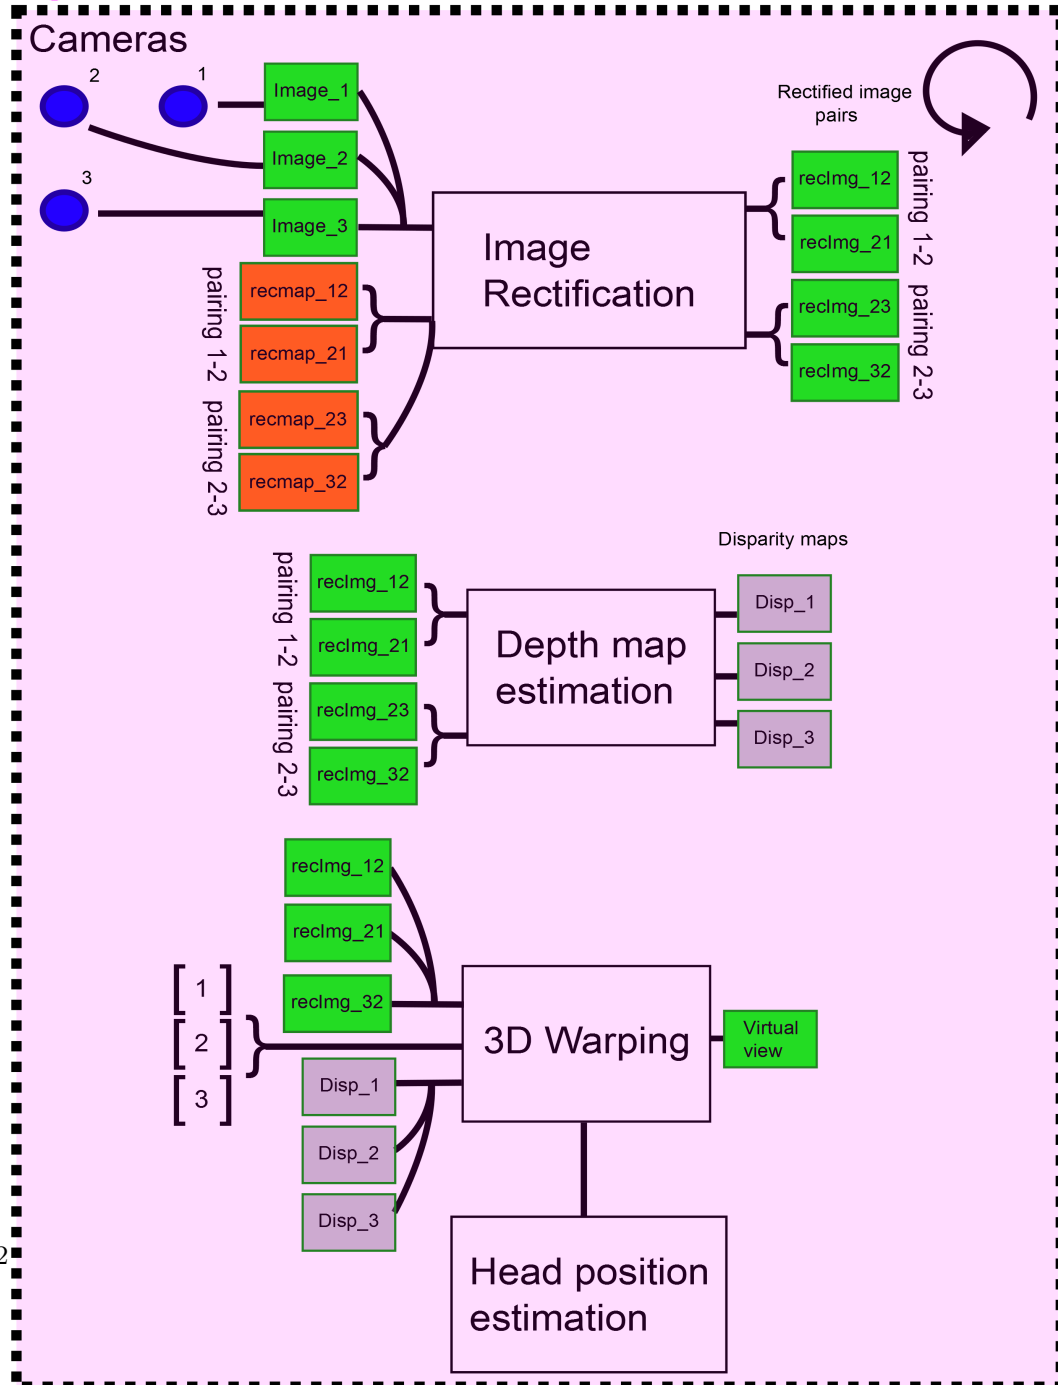 Cameras
2
1
3
Image_1
Image_2
Image_3
recmap_12
recmap_21
recmap_23
recmap_32
pairing 1-2
pairing 2-3
Image
Rectification
Rectified image
pairs
recImg_12
recImg_21
recImg_23
recImg_32
pairing 1-2
pairing 2-3
pairing 1-2
pairing 2-3
recImg_12
recImg_21
recImg_23
recImg_32
Depth map
estimation
Disparity maps
Disp_1
Disp_2
Disp_3
recImg_12
recImg_21
recImg_32
[ 1 ]
[ 2 ]
[ 3 ]
Disp_1
Disp_2
Disp_3
3D Warping
Virtual
view
Head position
estimation
2